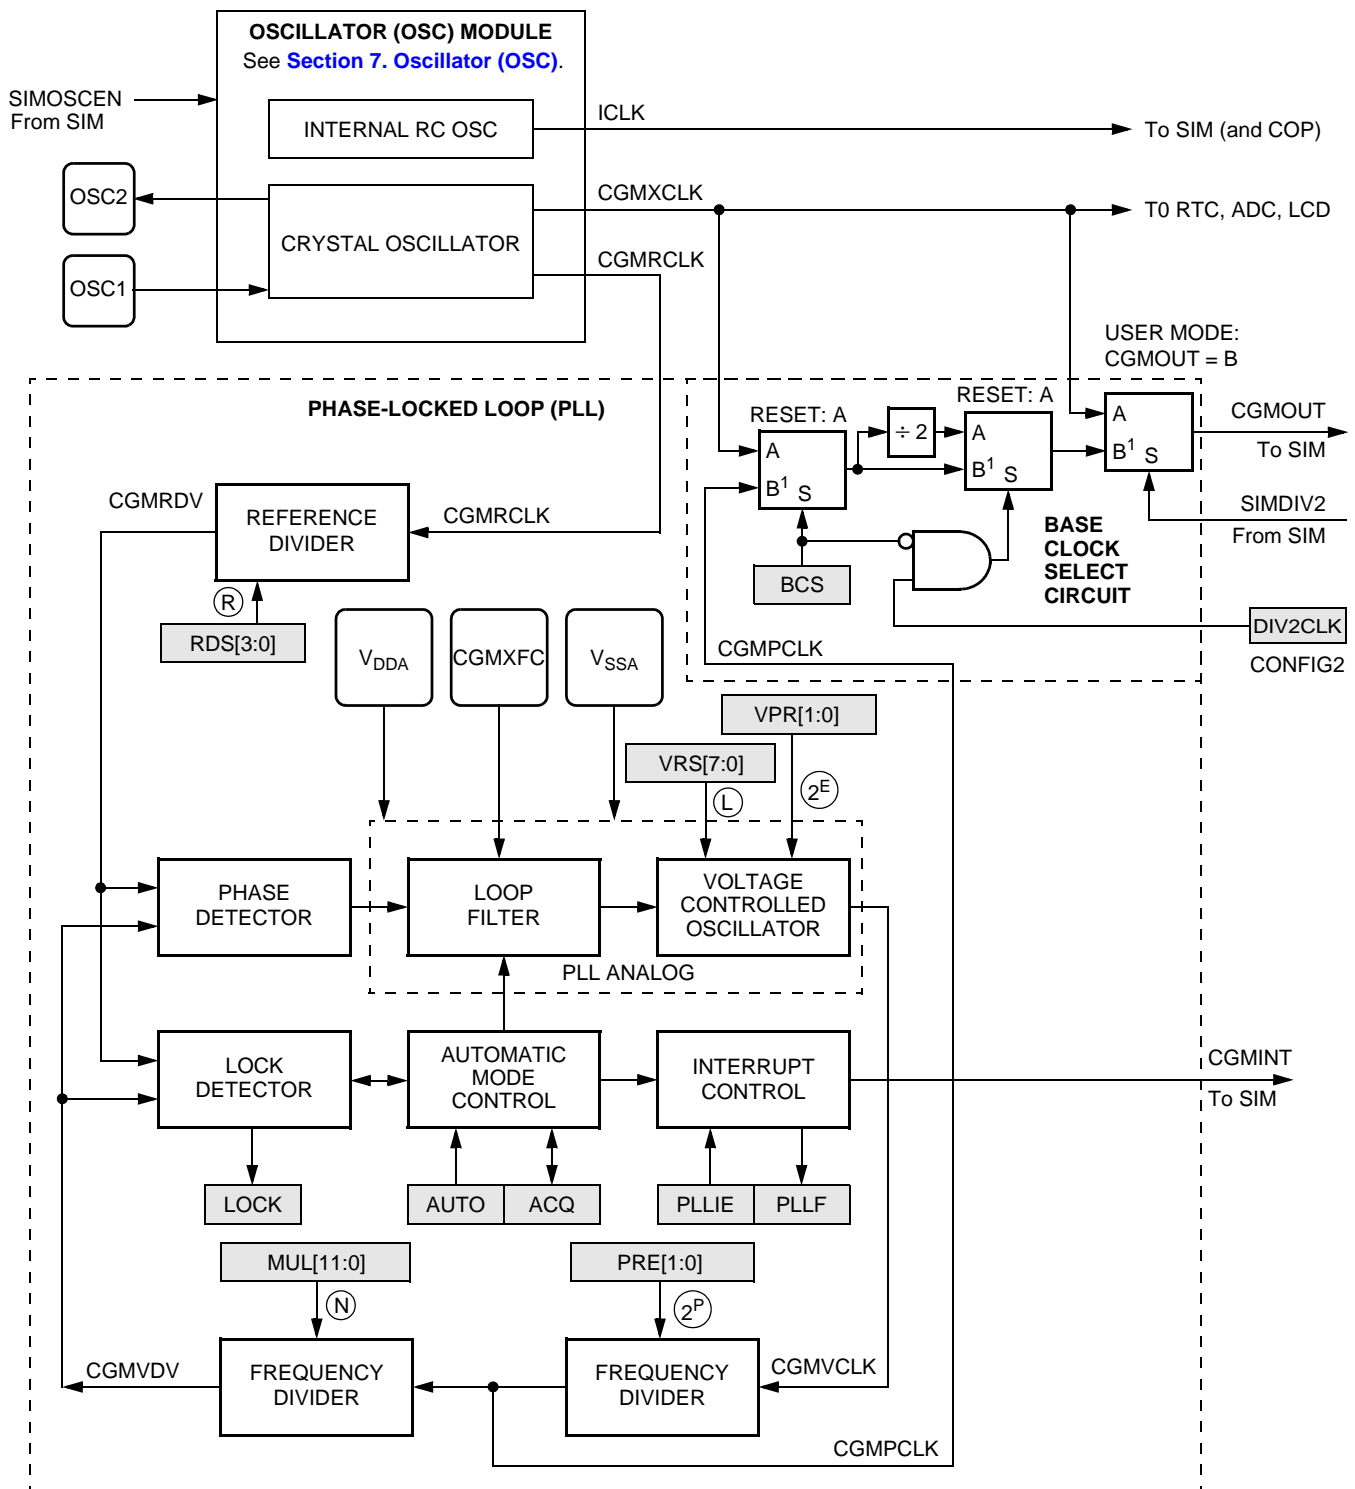 OSCILLATOR (OSC) MODULE
See Section 7. Oscillator (OSC).
SIMOSCEN
From SIM
INTERNAL RC OSC
ICLK
To SIM (and COP)
OSC2
CRYSTAL OSCILLATOR
CGMXCLK
T0 RTC, ADC, LCD
OSC1
CGMRCLK
USER MODE:
CGMOUT = B
PHASE-LOCKED LOOP (PLL)
RESET: A
RESET: A
A
B¹ S
÷ 2
A
B¹ S
A
B¹ S
CGMOUT
To SIM
SIMDIV2
From SIM
CGMRDV
REFERENCE
DIVIDER
CGMRCLK
BASE
CLOCK
SELECT
CIRCUIT
BCS
R
RDS[3:0]
DIV2CLK
CONFIG2
VDDA
CGMXFC
VSSA
CGMPCLK
VPR[1:0]
VRS[7:0]
L
2ᴱ
PHASE
DETECTOR
LOOP
FILTER
VOLTAGE
CONTROLLED
OSCILLATOR
PLL ANALOG
LOCK
DETECTOR
AUTOMATIC
MODE
CONTROL
INTERRUPT
CONTROL
CGMINT
To SIM
LOCK
AUTO
ACQ
PLLIE
PLLF
MUL[11:0]
PRE[1:0]
N
2ᴾ
CGMVDV
FREQUENCY
DIVIDER
FREQUENCY
DIVIDER
CGMVCLK
CGMPCLK